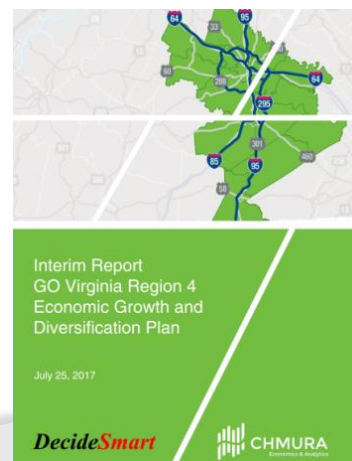 64
95
33
60
288
64
295
301
85
95
460
58
Interim Report
GO Virginia Region 4
Economic Growth and
Diversification Plan
July 25, 2017
DecideSmart
CHMURA
Economics & Analytics